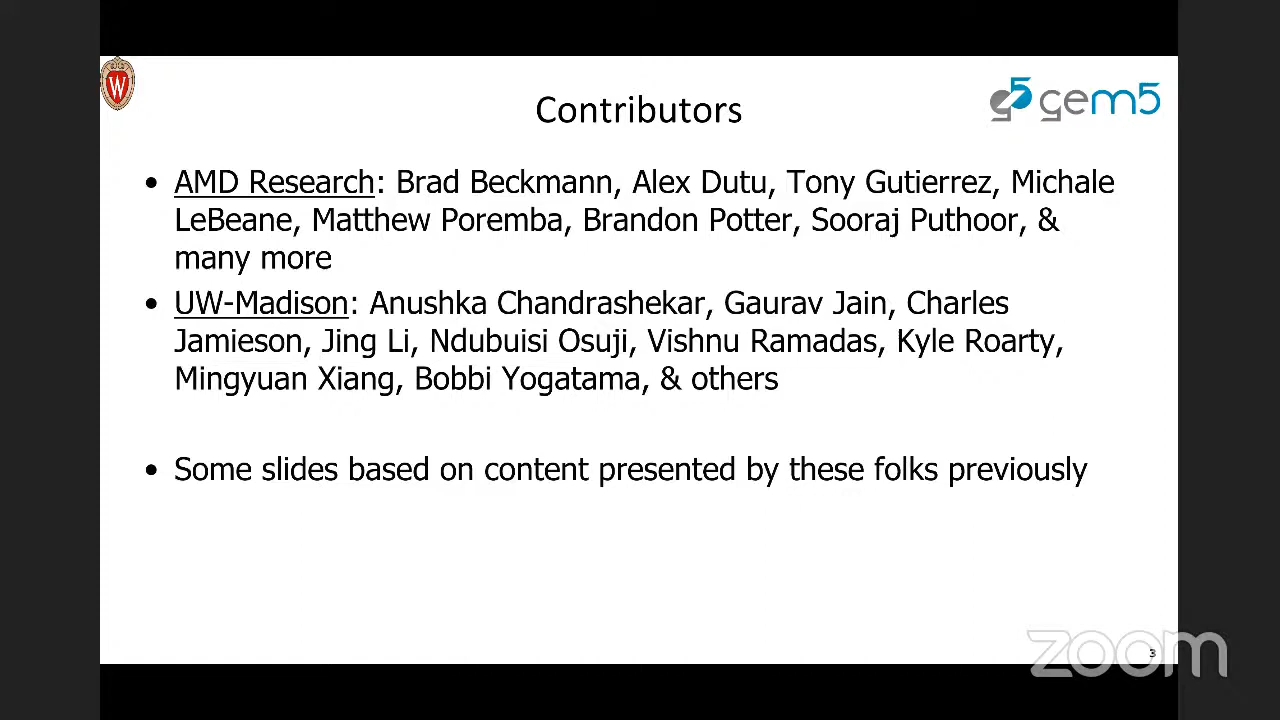 W
gem5
Contributors
• AMD Research: Brad Beckmann, Alex Dutu, Tony Gutierrez, Michale
LeBeane, Matthew Poremba, Brandon Potter, Sooraj Puthoor, &
many more
• UW-Madison: Anushka Chandrashekar, Gaurav Jain, Charles
Jamieson, Jing Li, Ndubuisi Osuji, Vishnu Ramadas, Kyle Roarty,
Mingyuan Xiang, Bobbi Yogatama, & others
• Some slides based on content presented by these folks previously
3
zoom